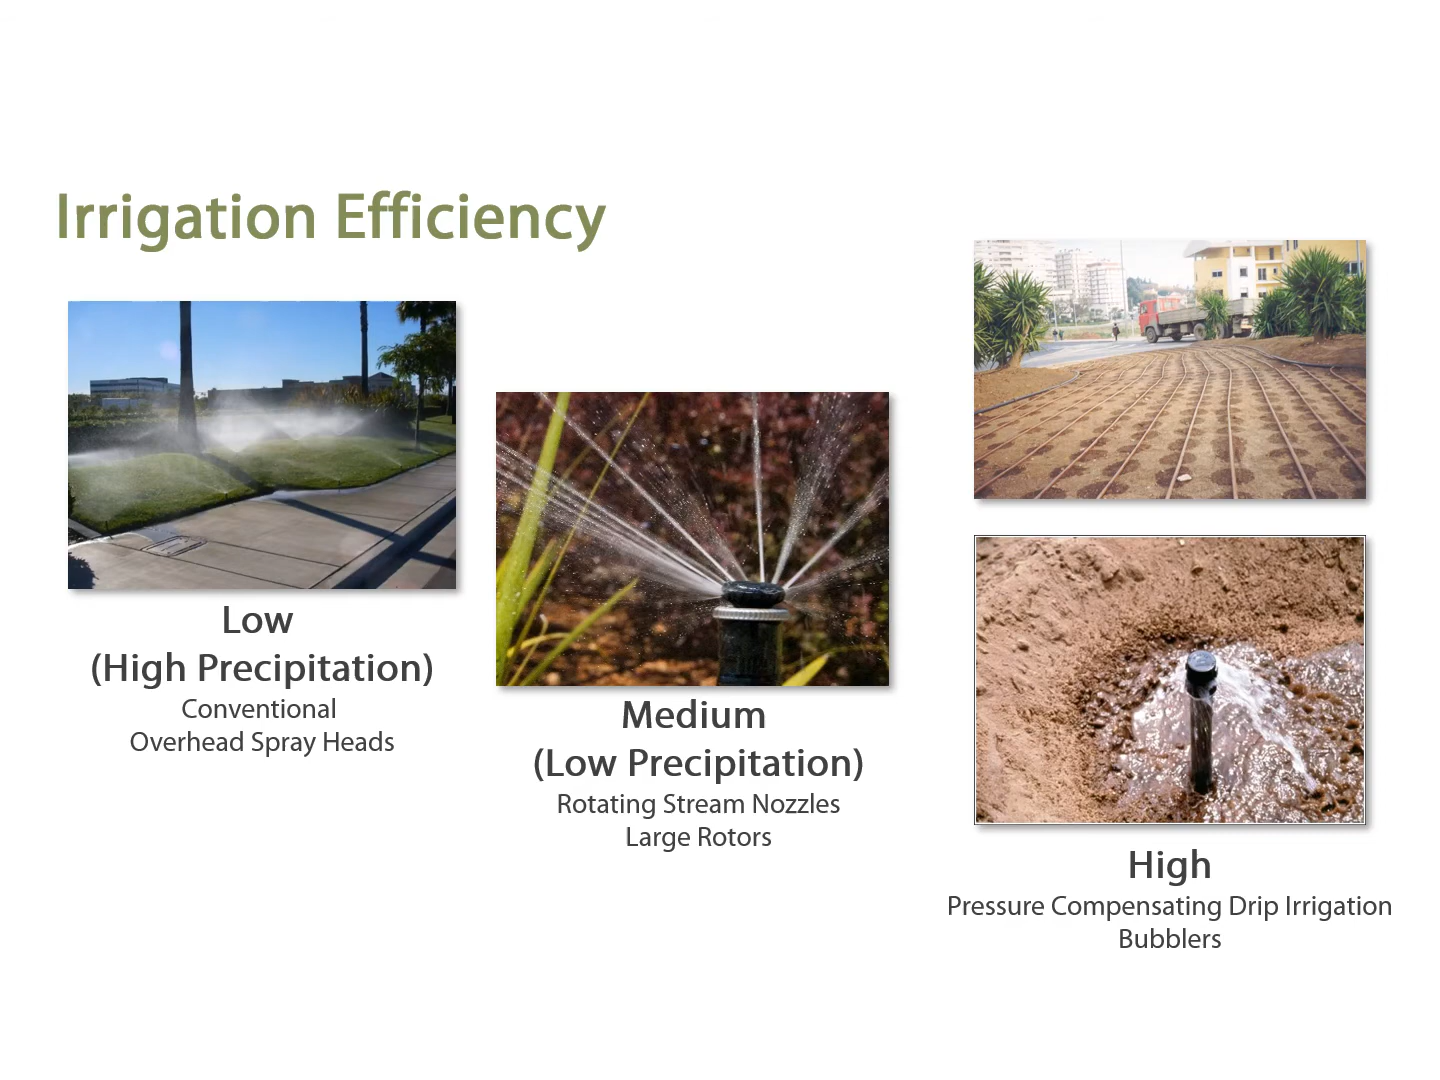 Irrigation Efficiency
Low
(High Precipitation)
Conventional
Overhead Spray Heads
Medium
(Low Precipitation)
Rotating Stream Nozzles
Large Rotors
High
Pressure Compensating Drip Irrigation
Bubblers